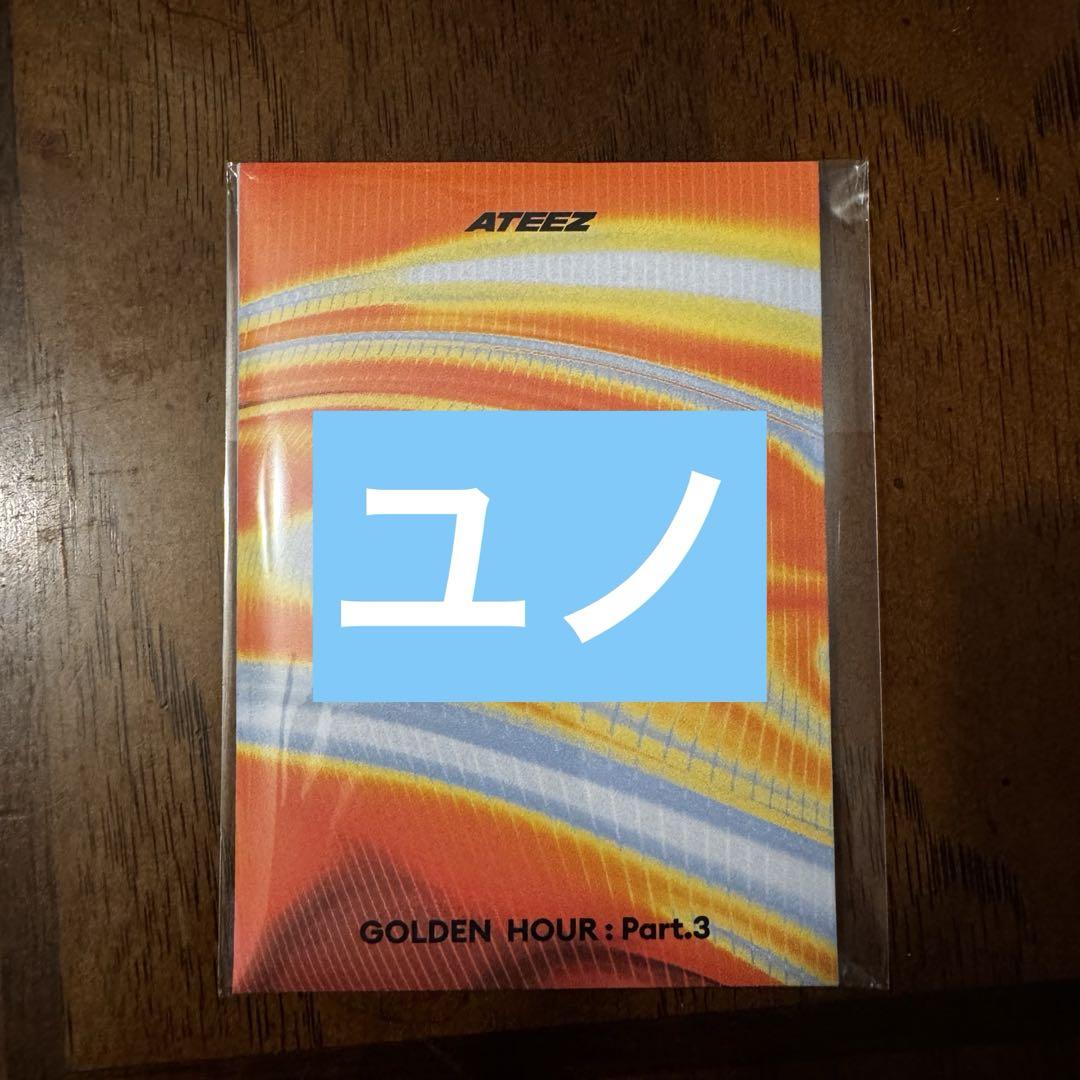 ATEEZ
ユノ
GOLDEN HOUR : Part.3